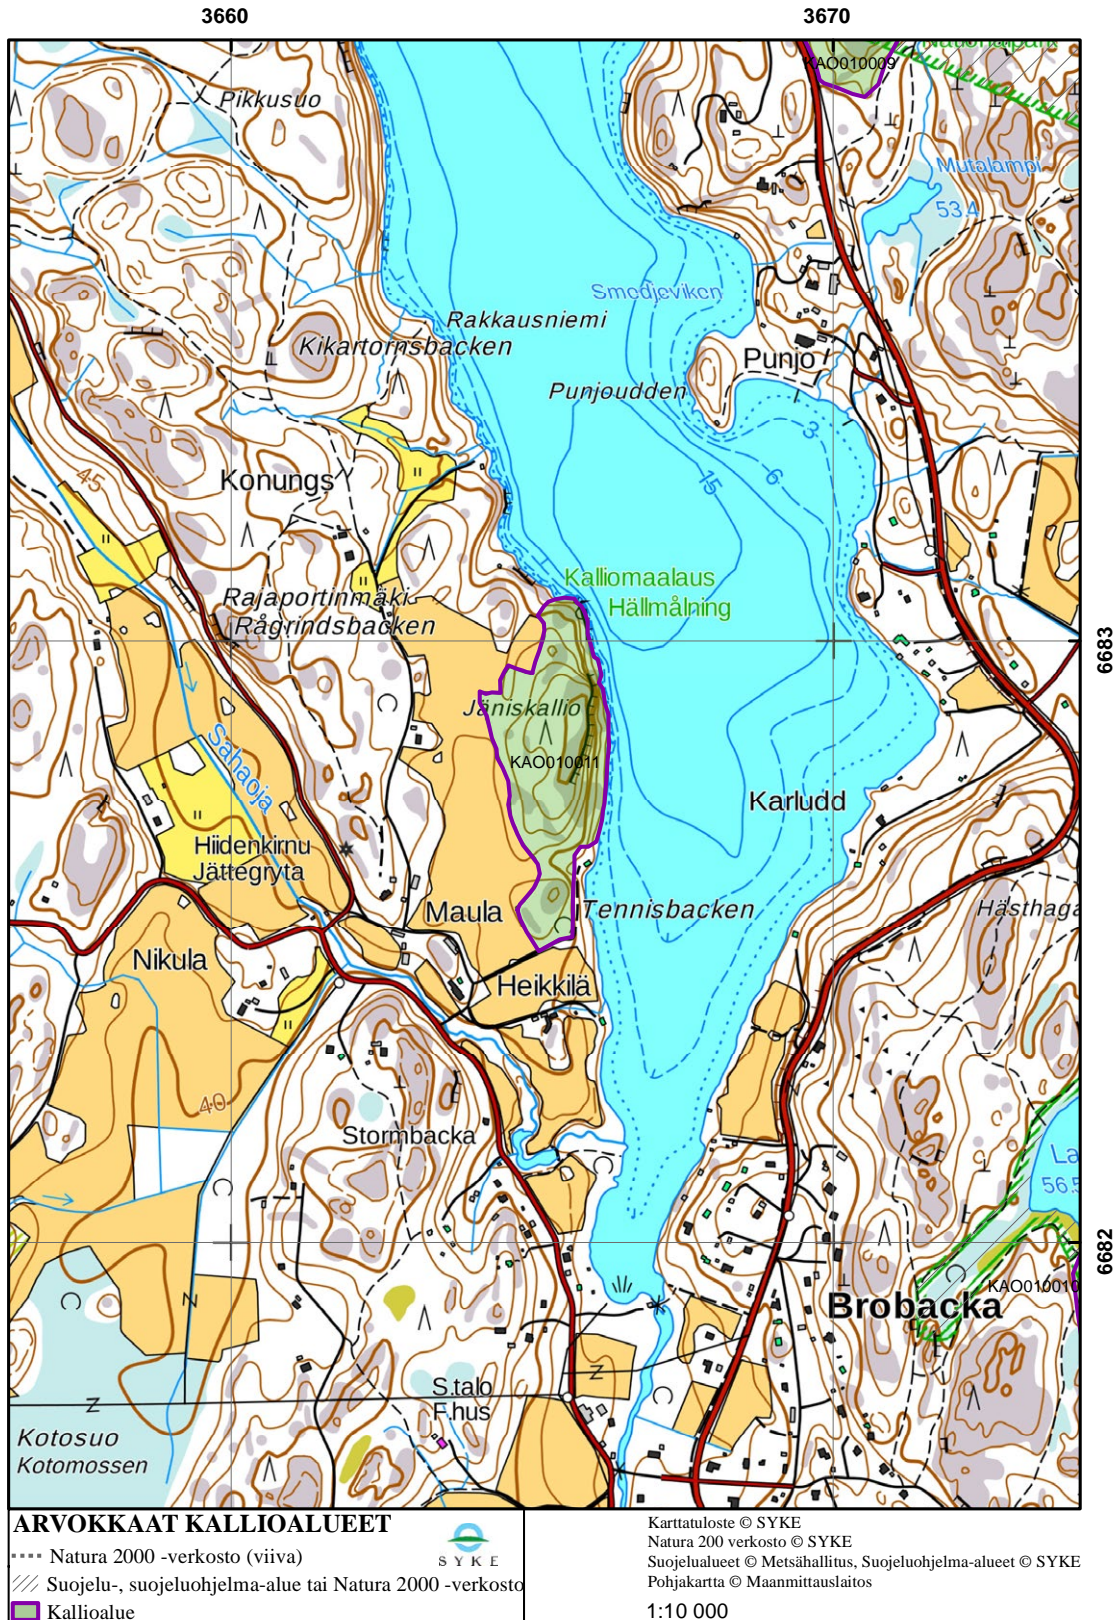 3660
3670
Nationalpark
KAO010009
Pikkusuo
Mutalampi
53.4
Smedjeviken
Rakkausniemi
Kikartornsbacken
Punjo
Punjoudden
3
45
6
15
Konungs
Kalliomaalaus
Hällmålning
Rajaportinmäki
Rågrindsbacken
6683
Jäniskallio
Sahaoja
KAO010011
Karludd
Hiidenkirnu
Jättegryta
Maula
Tennisbacken
Hästhaga
Nikula
Heikkilä
40
Stormbacka
La
56.5
6682
KAO010010
Brobacka
S.talo
F.hus
Kotosuo
Kotomossen
ARVOKKAAT KALLIOALUEET
SYKE
Natura 2000 -verkosto (viiva)
Suojelu-, suojeluohjelma-alue tai Natura 2000 -verkosto
Kallioalue
Karttatuloste © SYKE
Natura 200 verkosto © SYKE
Suojelualueet © Metsähallitus, Suojeluohjelma-alueet © SYKE
Pohjakartta © Maanmittauslaitos
1:10 000